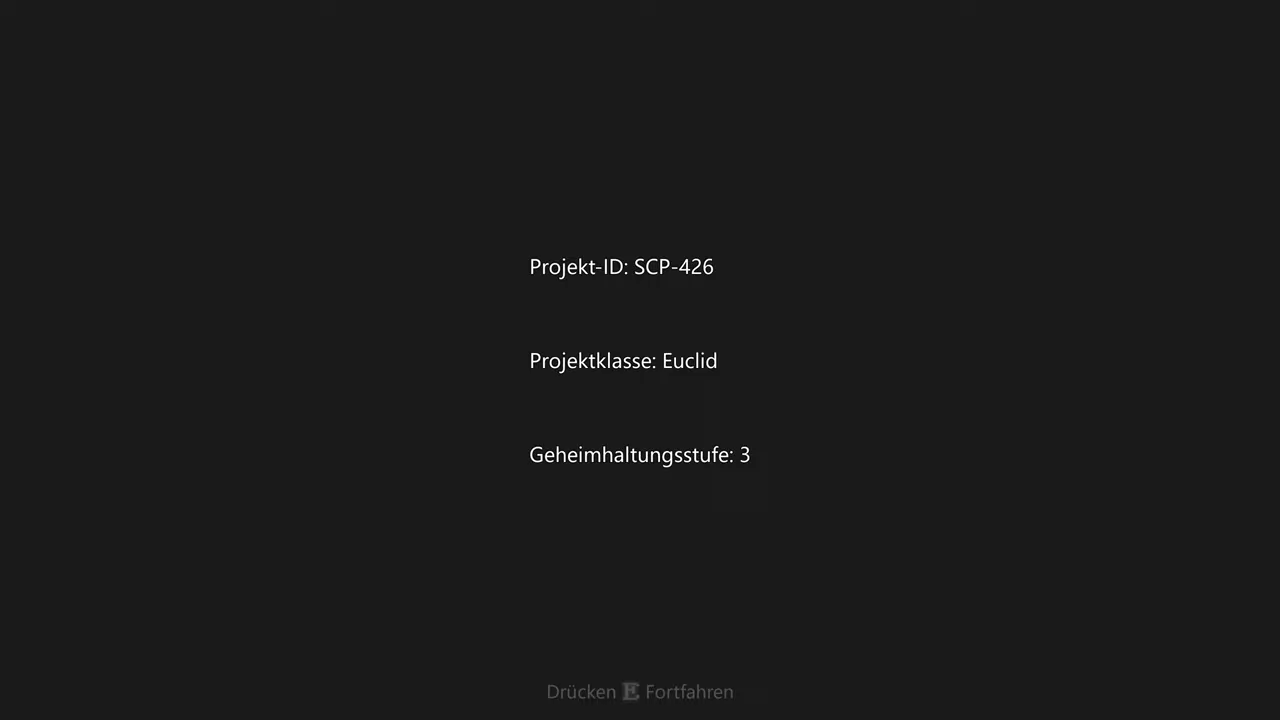 Projekt-ID: SCP-426
Projektklasse: Euclid
Geheimhaltungsstufe: 3
Drücken E Fortfahren